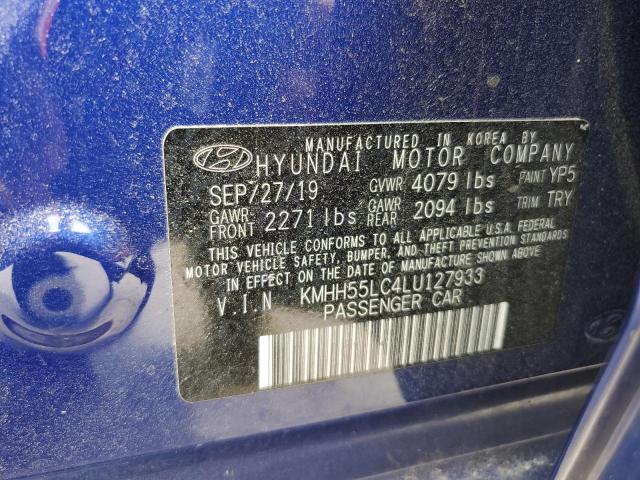 MANUFACTURED IN KOREA BY
HYUNDAI MOTOR COMPANY
SEP/27/19 GVWR 4079 lbs PAINT YP5
GAWR FRONT 2271 lbs GAWR REAR 2094 lbs TRIM TRY
THIS VEHICLE CONFORMS TO ALL APPLICABLE U.S.A FEDERAL
MOTOR VEHICLE SAFETY, BUMPER, AND THEFT PREVENTION STANDARDS
IN EFFECT ON THE DATE OF MANUFACTURE SHOWN ABOVE
V.I.N KMHH55LC4LU127933
PASSENGER CAR